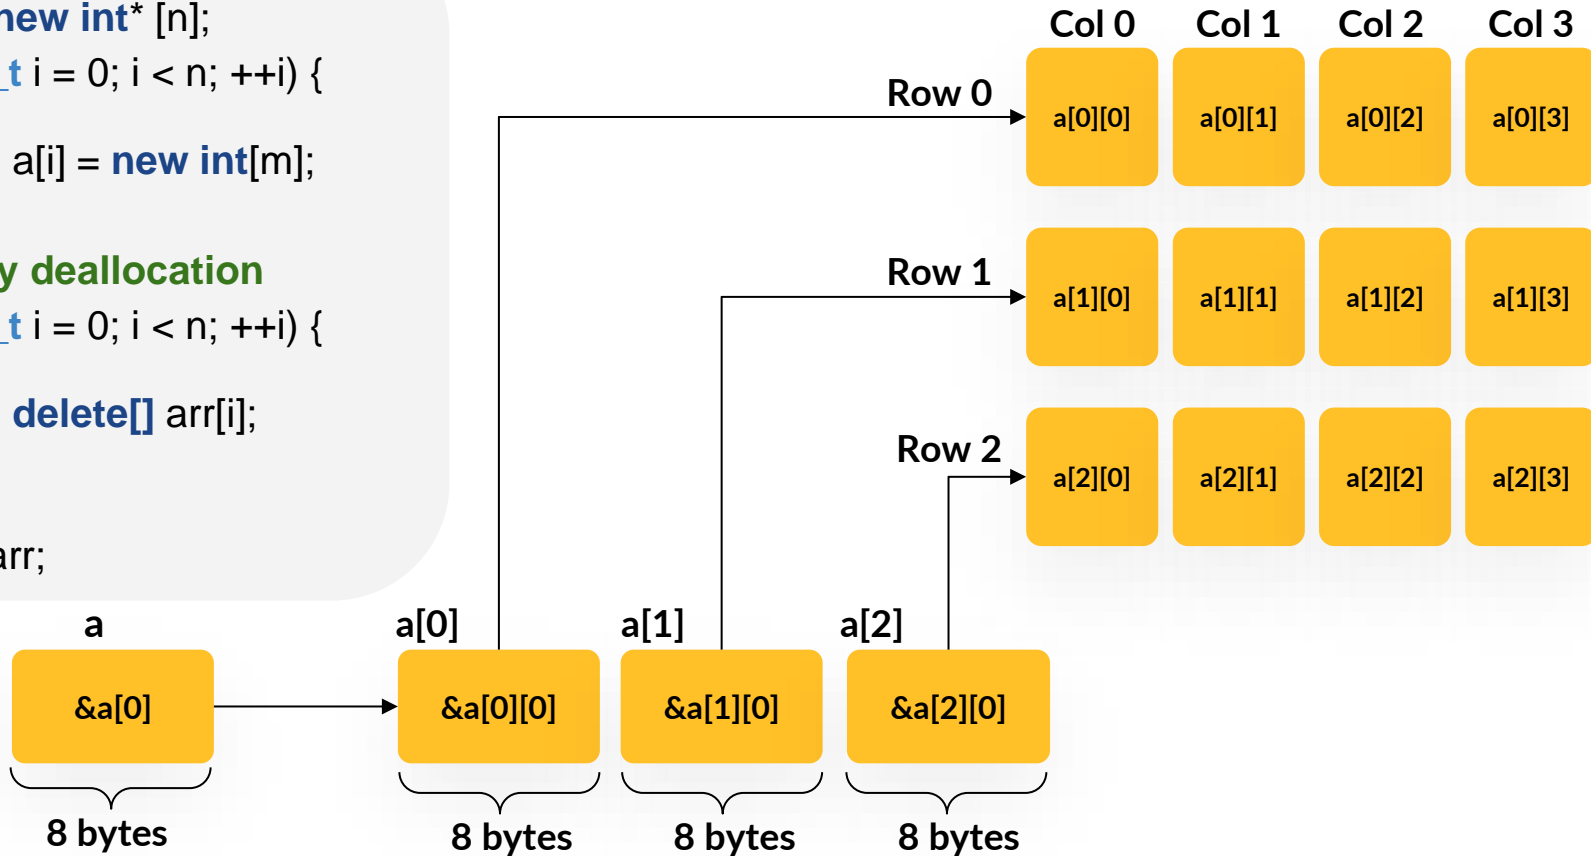 new int* [n];
_t i = 0; i < n; ++i) {
a[i] = new int[m];
y deallocation
_t i = 0; i < n; ++i) {
delete[] arr[i];
arr;
Col 0 Col 1 Col 2 Col 3
Row 0
a[0][0] a[0][1] a[0][2] a[0][3]
Row 1
a[1][0] a[1][1] a[1][2] a[1][3]
Row 2
a[2][0] a[2][1] a[2][2] a[2][3]
a a[0] a[1] a[2]
&a[0] &a[0][0] &a[1][0] &a[2][0]
8 bytes 8 bytes 8 bytes 8 bytes